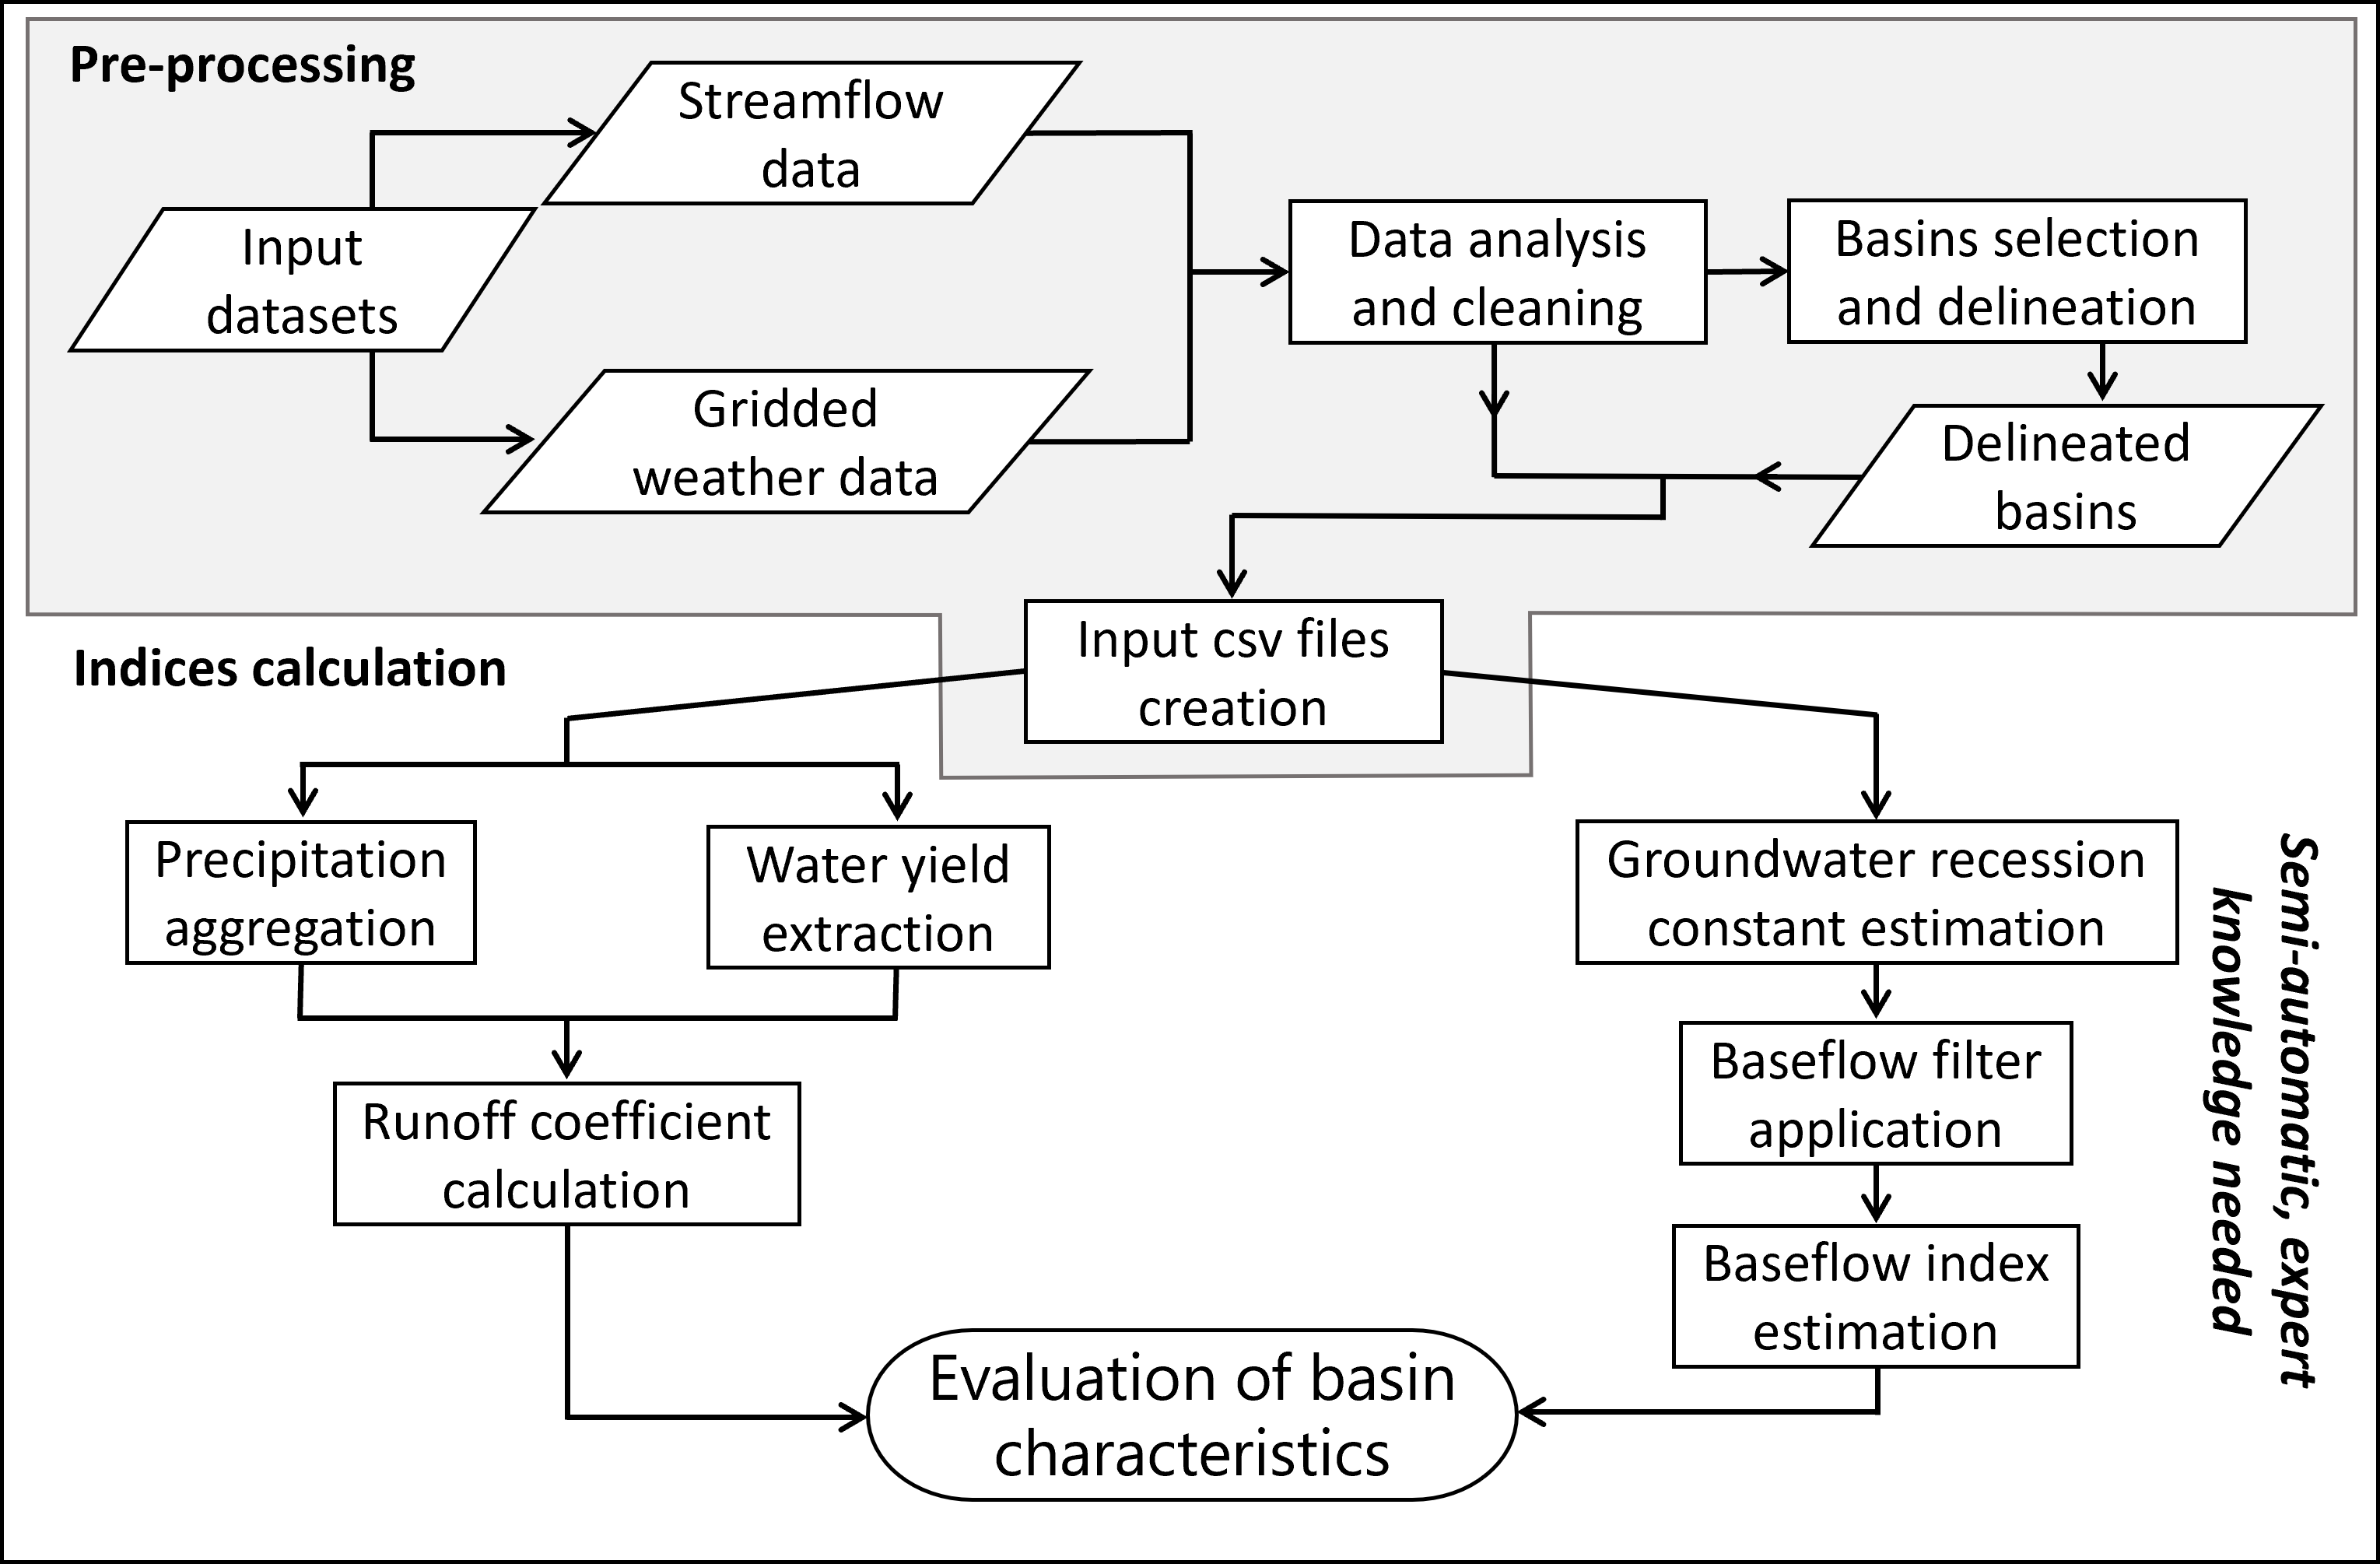 Pre-processing
Streamflow
data
Input
datasets
Gridded
weather data
Data analysis
and cleaning
Basins selection
and delineation
Delineated
basins
Input csv files
creation
Indices calculation
Precipitation
aggregation
Water yield
extraction
Runoff coefficient
calculation
Groundwater recession
constant estimation
Baseflow filter
application
Baseflow index
estimation
Semi-automatic, expert
knowledge needed
Evaluation of basin
characteristics